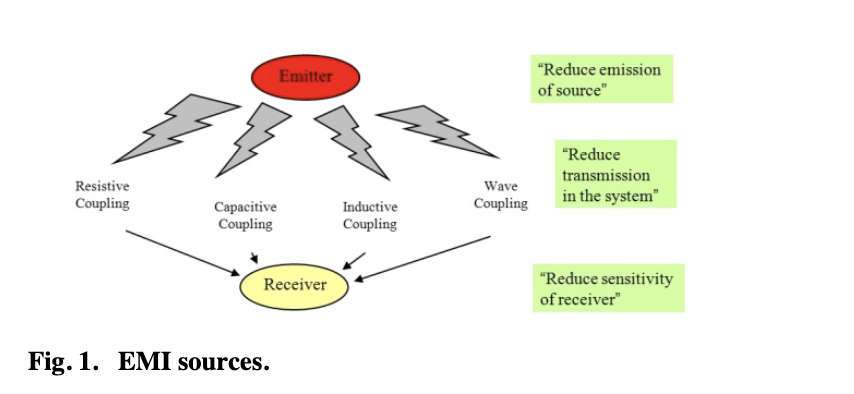 Emitter
“Reduce emission
of source”
“Reduce
transmission
in the system”
Resistive
Coupling
Capacitive
Coupling
Inductive
Coupling
Wave
Coupling
Receiver
“Reduce sensitivity
of receiver”
Fig. 1. EMI sources.